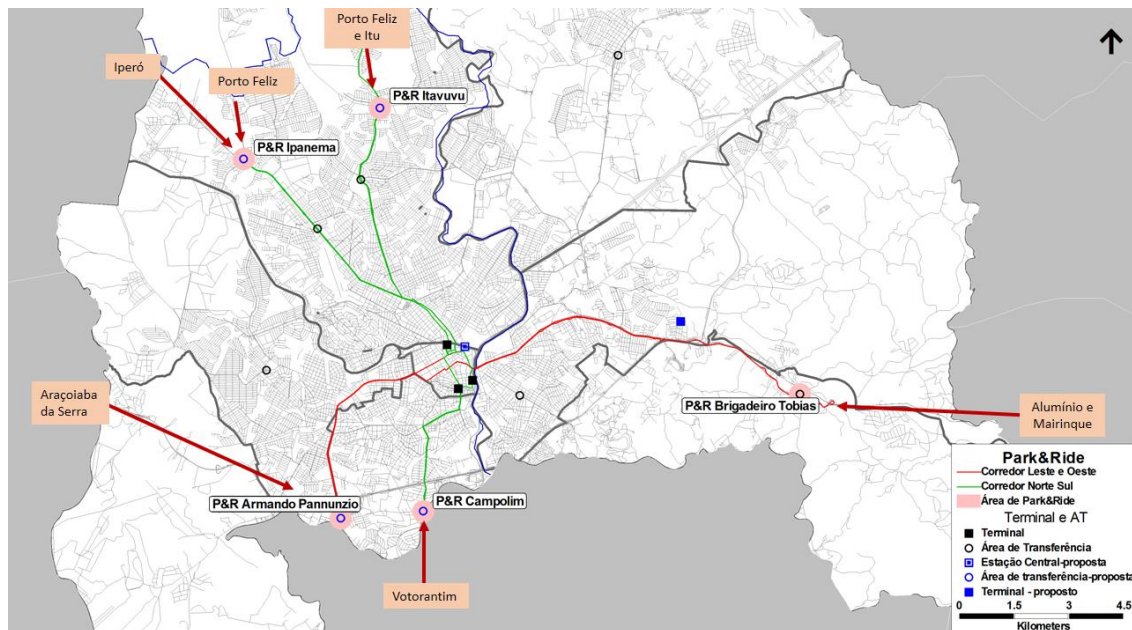 Porto Feliz
e Itu
Iperó
Porto Feliz
P&R Itavuvu
P&R Ipanema
Araçoiaba
da Serra
P&R Brigadeiro Tobias
Alumínio e
Mairinque
P&R Armando Pannunzio
P&R Campolim
Votorantim
Park&Ride
Corredor Leste e Oeste
Corredor Norte Sul
Área de Park&Ride
Terminal e AT
Terminal
Área de Transferência
Estação Central-proposta
Área de transferência-proposta
Terminal - proposto
0 1.5 3 4.5
Kilometers